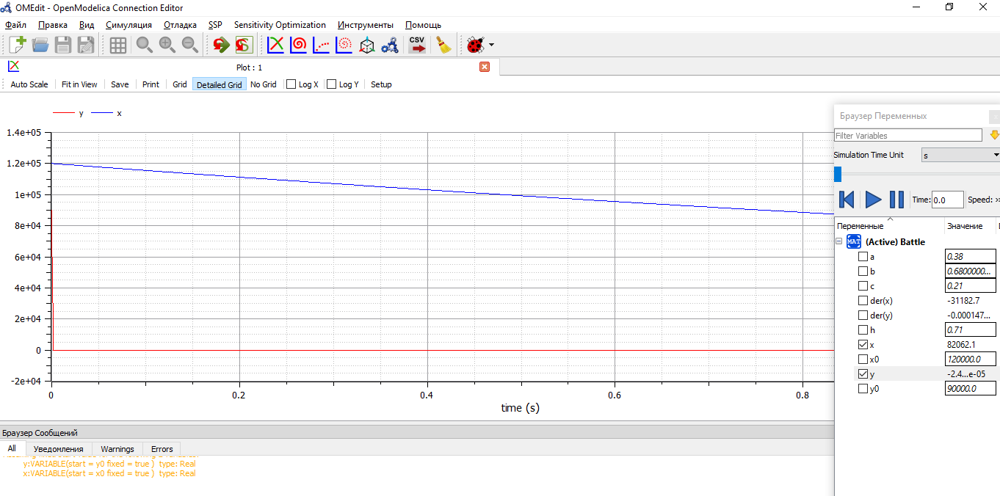 OMEdit - OpenModelica Connection Editor
Файл Правка Вид Симуляция Отладка SSP Sensitivity Optimization Инструменты Помощь
CSV
Plot : 1
Auto Scale Fit in View Save Print Grid Detailed Grid No Grid Log X Log Y Setup
y x
1.4e+05
1.2e+05
1e+05
8e+04
6e+04
4e+04
2e+04
0
-2e+04
0 0.2 0.4 0.6 0.8
time (s)
Браузер Переменных
Filter Variables
Simulation Time Unit s
Time: 0.0 Speed: »
Переменные Значение
MAT (Active) Battle
a 0.38
b 0.6800000...
c 0.21
der(x) -31182.7
der(y) -0.000147...
h 0.71
x 82062.1
x0 120000.0
y -2.4...e-05
y0 90000.0
Браузер Сообщений
All Уведомления Warnings Errors
y:VARIABLE(start = y0 fixed = true ) type: Real
x:VARIABLE(start = x0 fixed = true ) type: Real